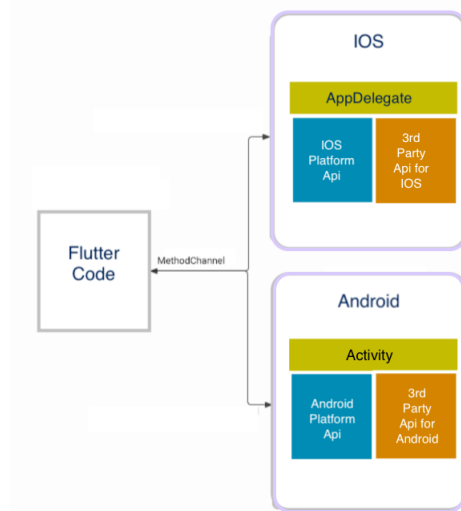 IOS
AppDelegate
IOS
Platform
Api
3rd
Party
Api for
IOS
Flutter
Code
MethodChannel
Android
Activity
Android
Platform
Api
3rd
Party
Api for
Android